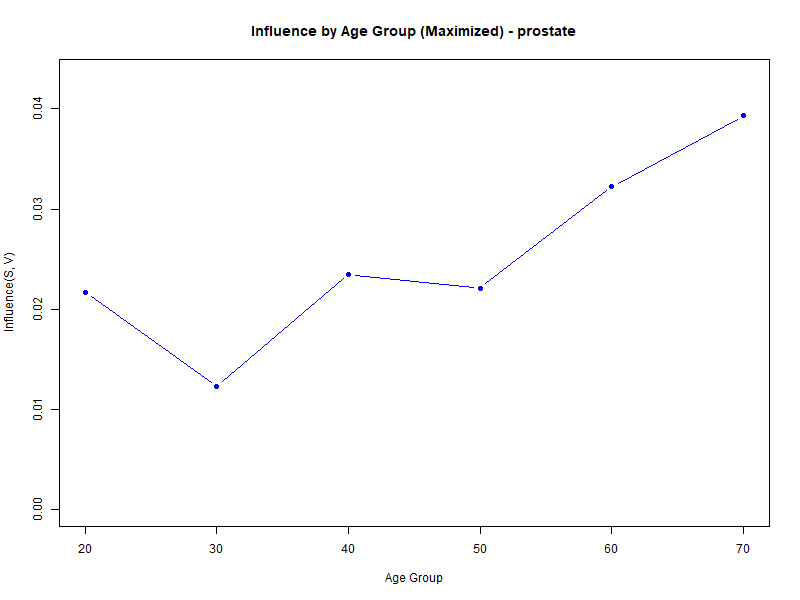 Influence by Age Group (Maximized) - prostate
Influence(S, V)
0.04
0.03
0.02
0.01
0.00
20 30 40 50 60 70
Age Group